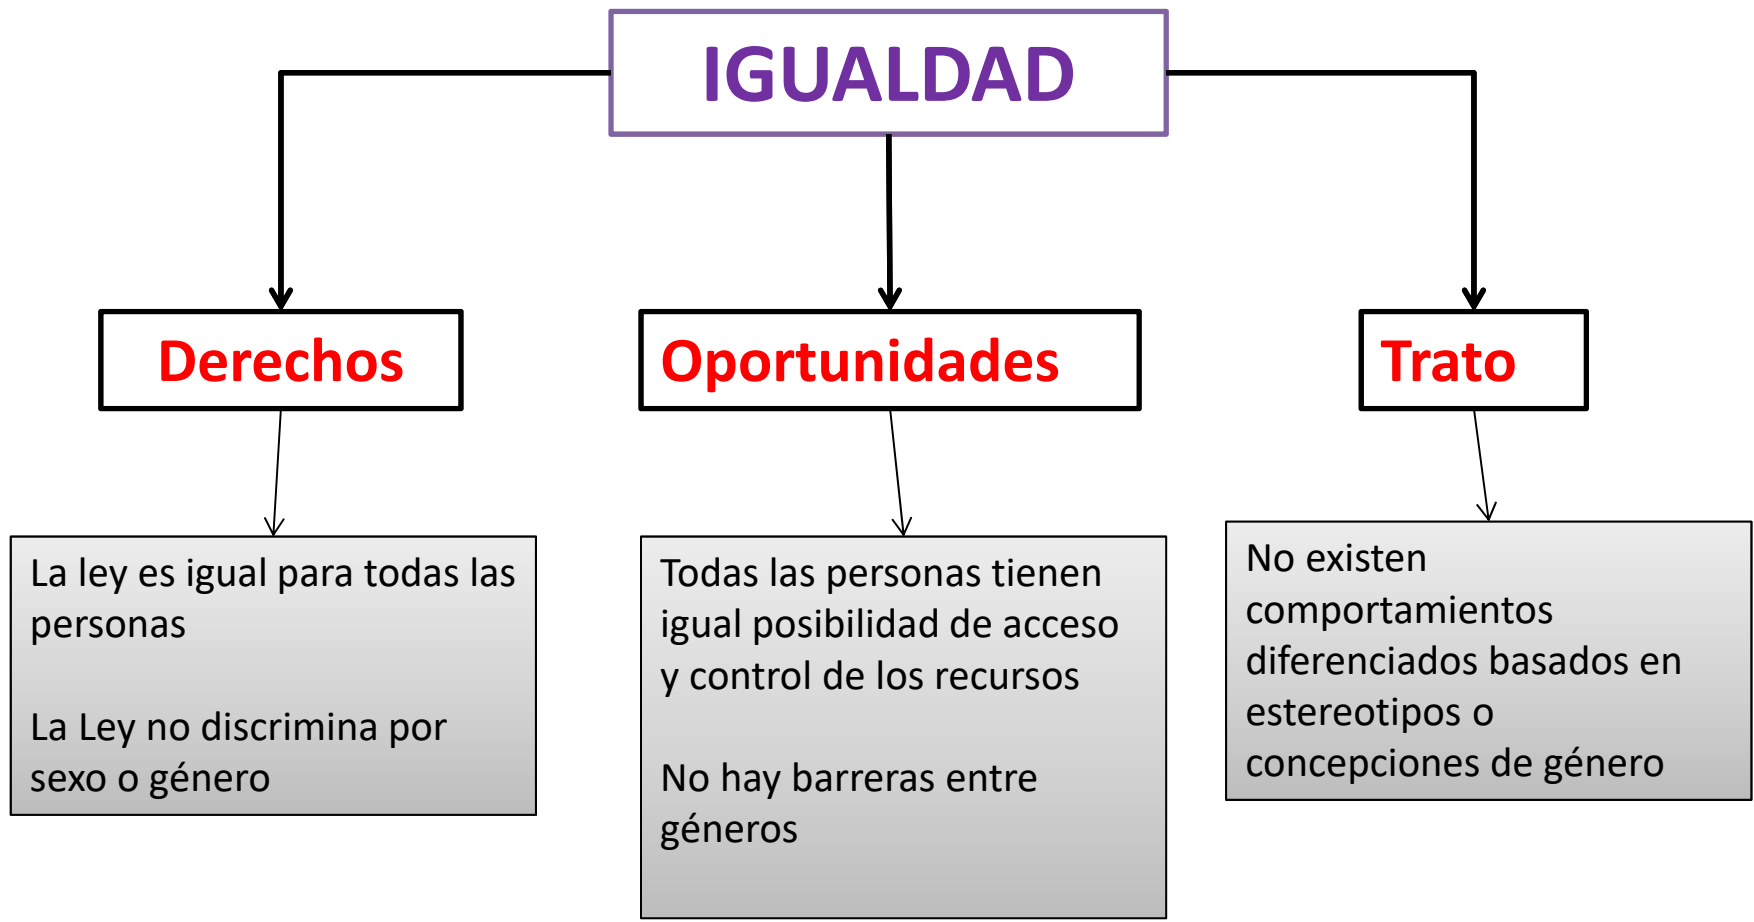 IGUALDAD
Derechos
Oportunidades
Trato
La ley es igual para todas las
personas
La Ley no discrimina por
sexo o género
Todas las personas tienen
igual posibilidad de acceso
y control de los recursos
No hay barreras entre
géneros
No existen
comportamientos
diferenciados basados en
estereotipos o
concepciones de género